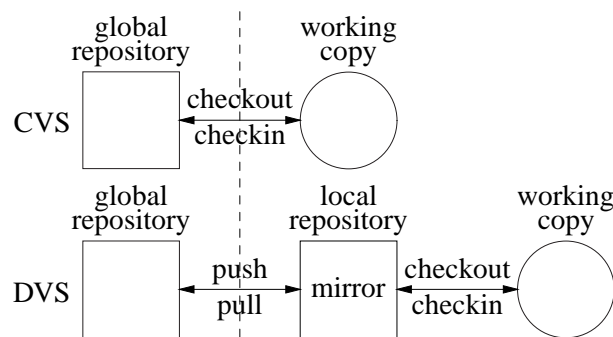 global
repository
working
copy
CVS
checkout
checkin
global
repository
local
repository
working
copy
DVS
push
pull
mirror
checkout
checkin